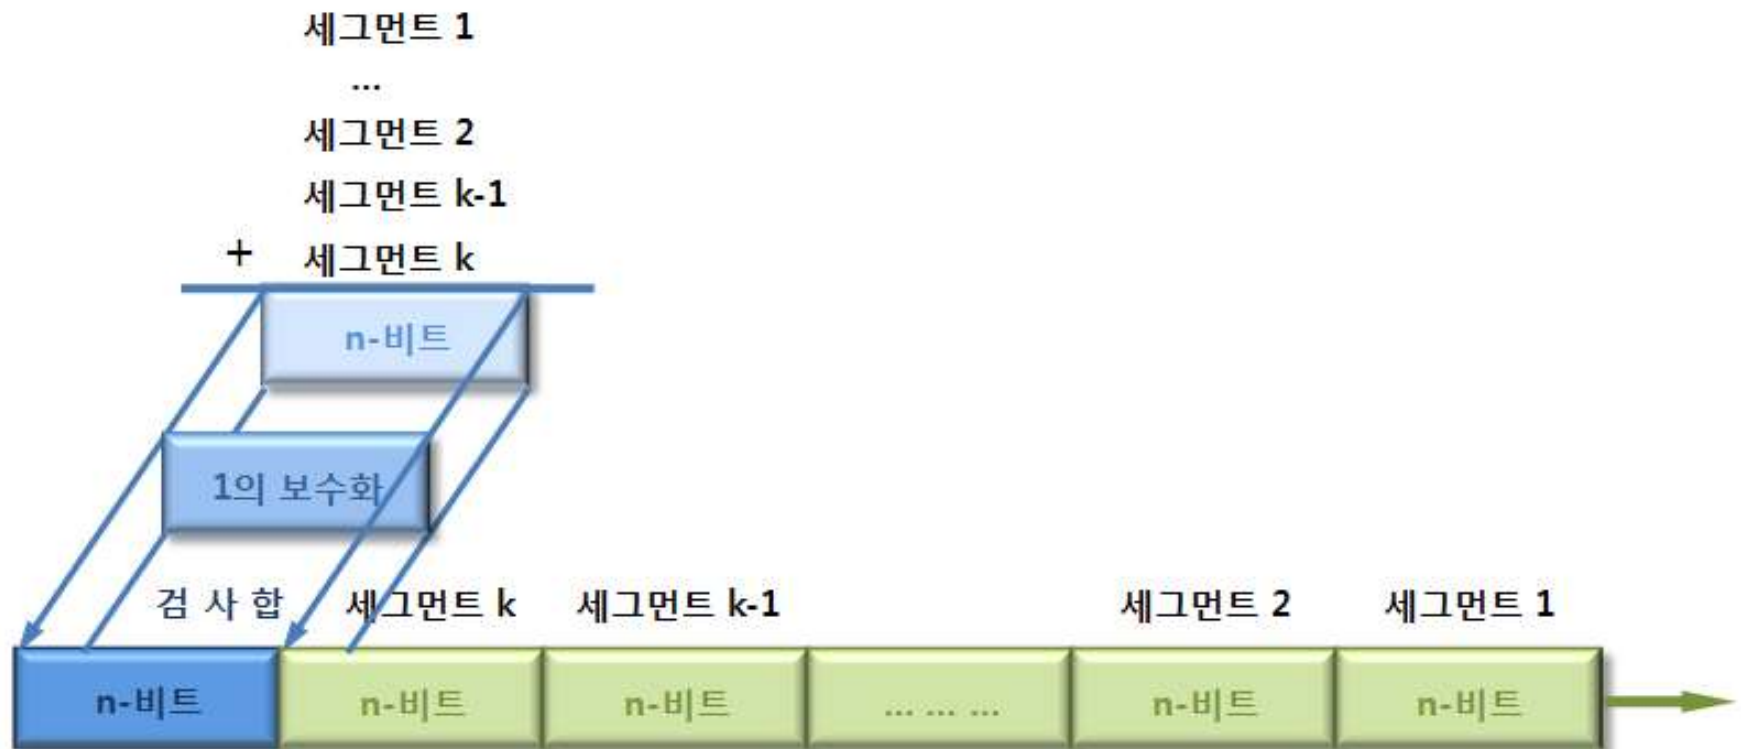 세그먼트 1
...
세그먼트 2
세그먼트 k-1
+ 세그먼트 k
n-비트
1의 보수화
검 사 합 세그먼트 k 세그먼트 k-1 세그먼트 2 세그먼트 1
n-비트 n-비트 n-비트 ... ... ... n-비트 n-비트